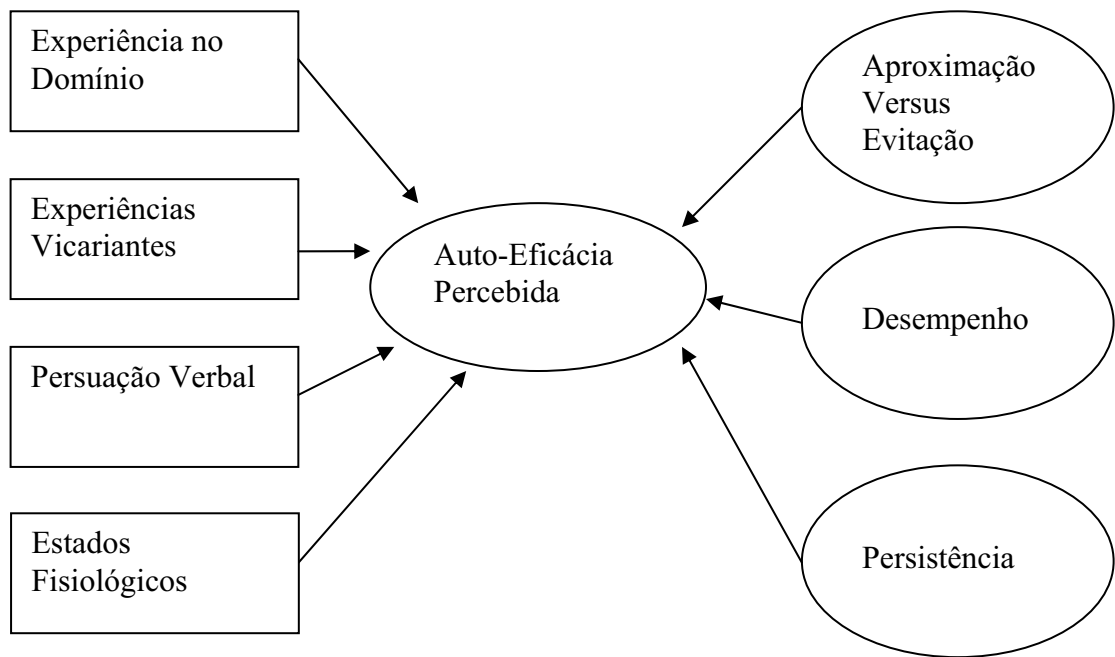 Experiência no
Domínio
Experiências
Vicariantes
Persuação Verbal
Estados
Fisiológicos
Auto-Eficácia
Percebida
Aproximação
Versus
Evitação
Desempenho
Persistência